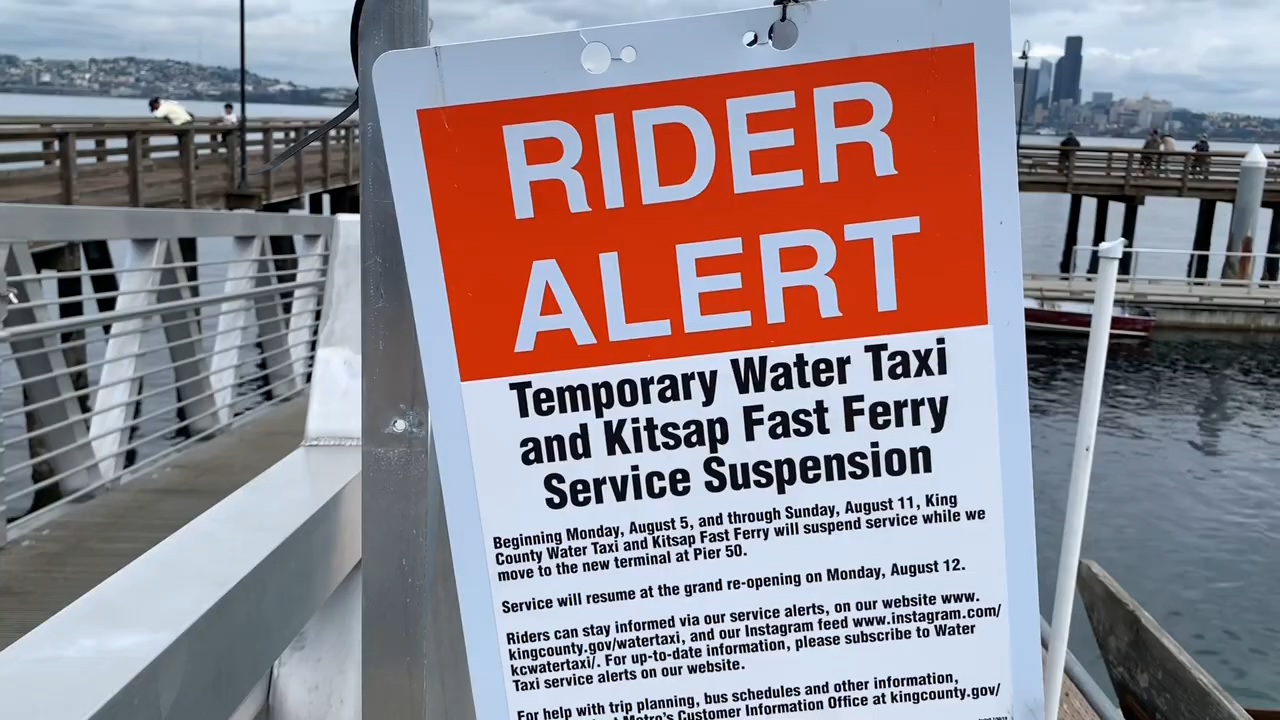 RIDER
ALERT
Temporary Water Taxi
and Kitsap Fast Ferry
Service Suspension
Beginning Monday, August 5, and through Sunday, August 11, King
County Water Taxi and Kitsap Fast Ferry will suspend service while we
move to the new terminal at Pier 50.
Service will resume at the grand re-opening on Monday, August 12.
Riders can stay informed via our service alerts, on our website www.
kingcounty.gov/watertaxi, and our Instagram feed www.instagram.com/
kcwatertaxi/. For up-to-date information, please subscribe to Water
Taxi service alerts on our website.
For help with trip planning, bus schedules and other information,
Metro's Customer Information Office at kingcounty.gov/